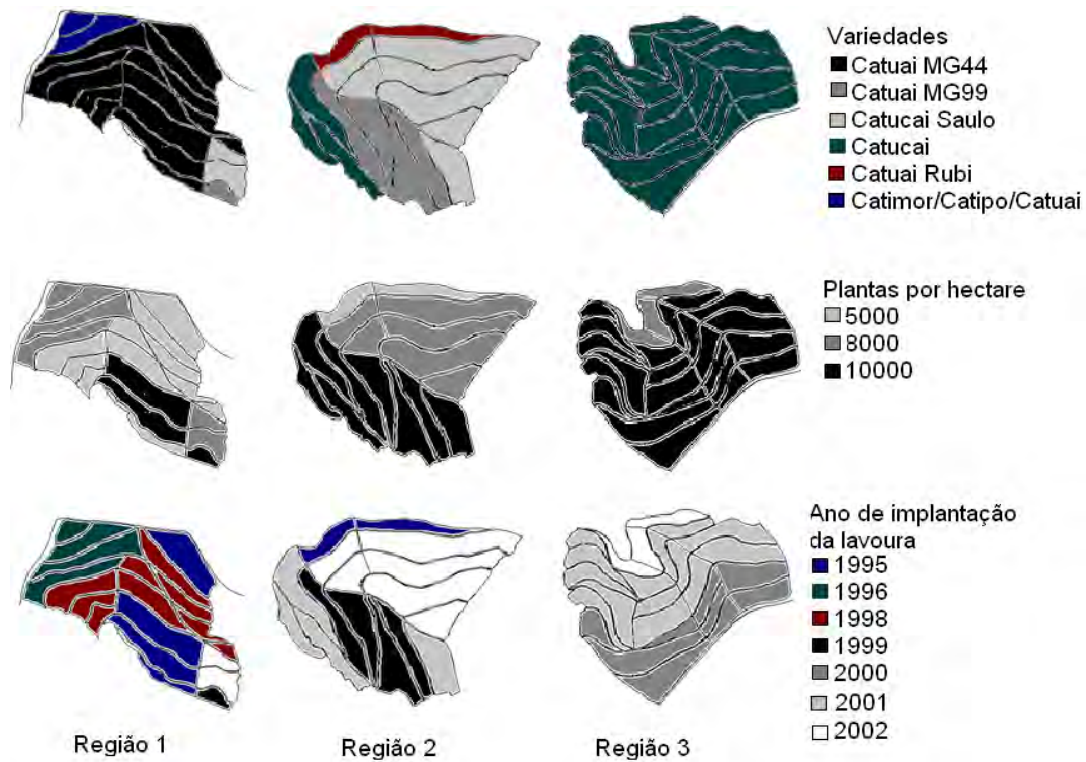 Variedades
Catuai MG44
Catuai MG99
Catucai Saulo
Catucai
Catuai Rubi
Catimor/Catipo/Catuai
Plantas por hectare
5000
8000
10000
Ano de implantação
da lavoura
1995
1996
1998
1999
2000
2001
2002
Região 1
Região 2
Região 3